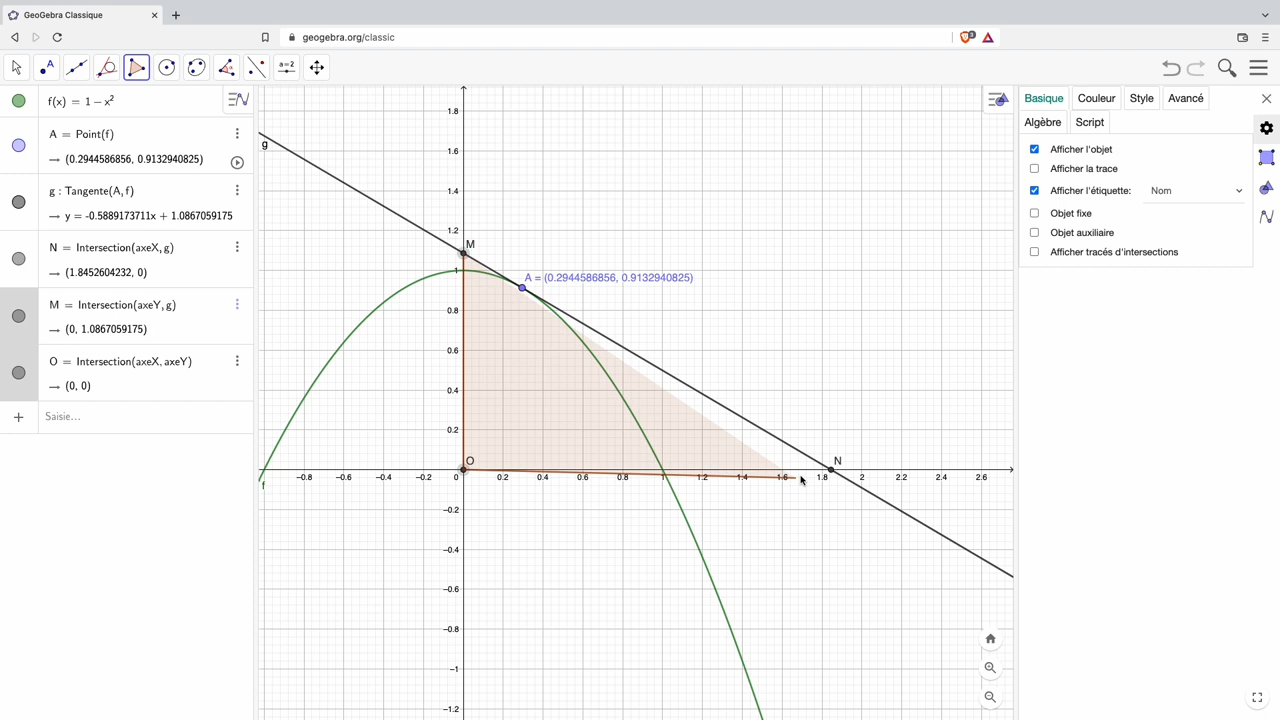 GeoGebra Classique
geogebra.org/classic
3
a=2
f(x) = 1 − x²
A = Point(f)
→ (0.2944586856, 0.9132940825)
g : Tangente(A, f)
→ y = -0.5889173711x + 1.0867059175
N = Intersection(axeX, g)
→ (1.8452604232, 0)
M = Intersection(axeY, g)
→ (0, 1.0867059175)
O = Intersection(axeX, axeY)
→ (0, 0)
Saisie…
1.8
1.6
g
1.4
1.2
M
1
A = (0.2944586856, 0.9132940825)
0.8
0.6
0.4
0.2
O
N
−0.8 −0.6 −0.4 −0.2 0 0.2 0.4 0.6 0.8 1 1.2 1.4 1.6 1.8 2 2.2 2.4 2.6
f
−0.2
−0.4
−0.6
−0.8
−1
−1.2
Basique Couleur Style Avancé
Algèbre Script
Afficher l'objet
Afficher la trace
Afficher l'étiquette: Nom
Objet fixe
Objet auxiliaire
Afficher tracés d'intersections